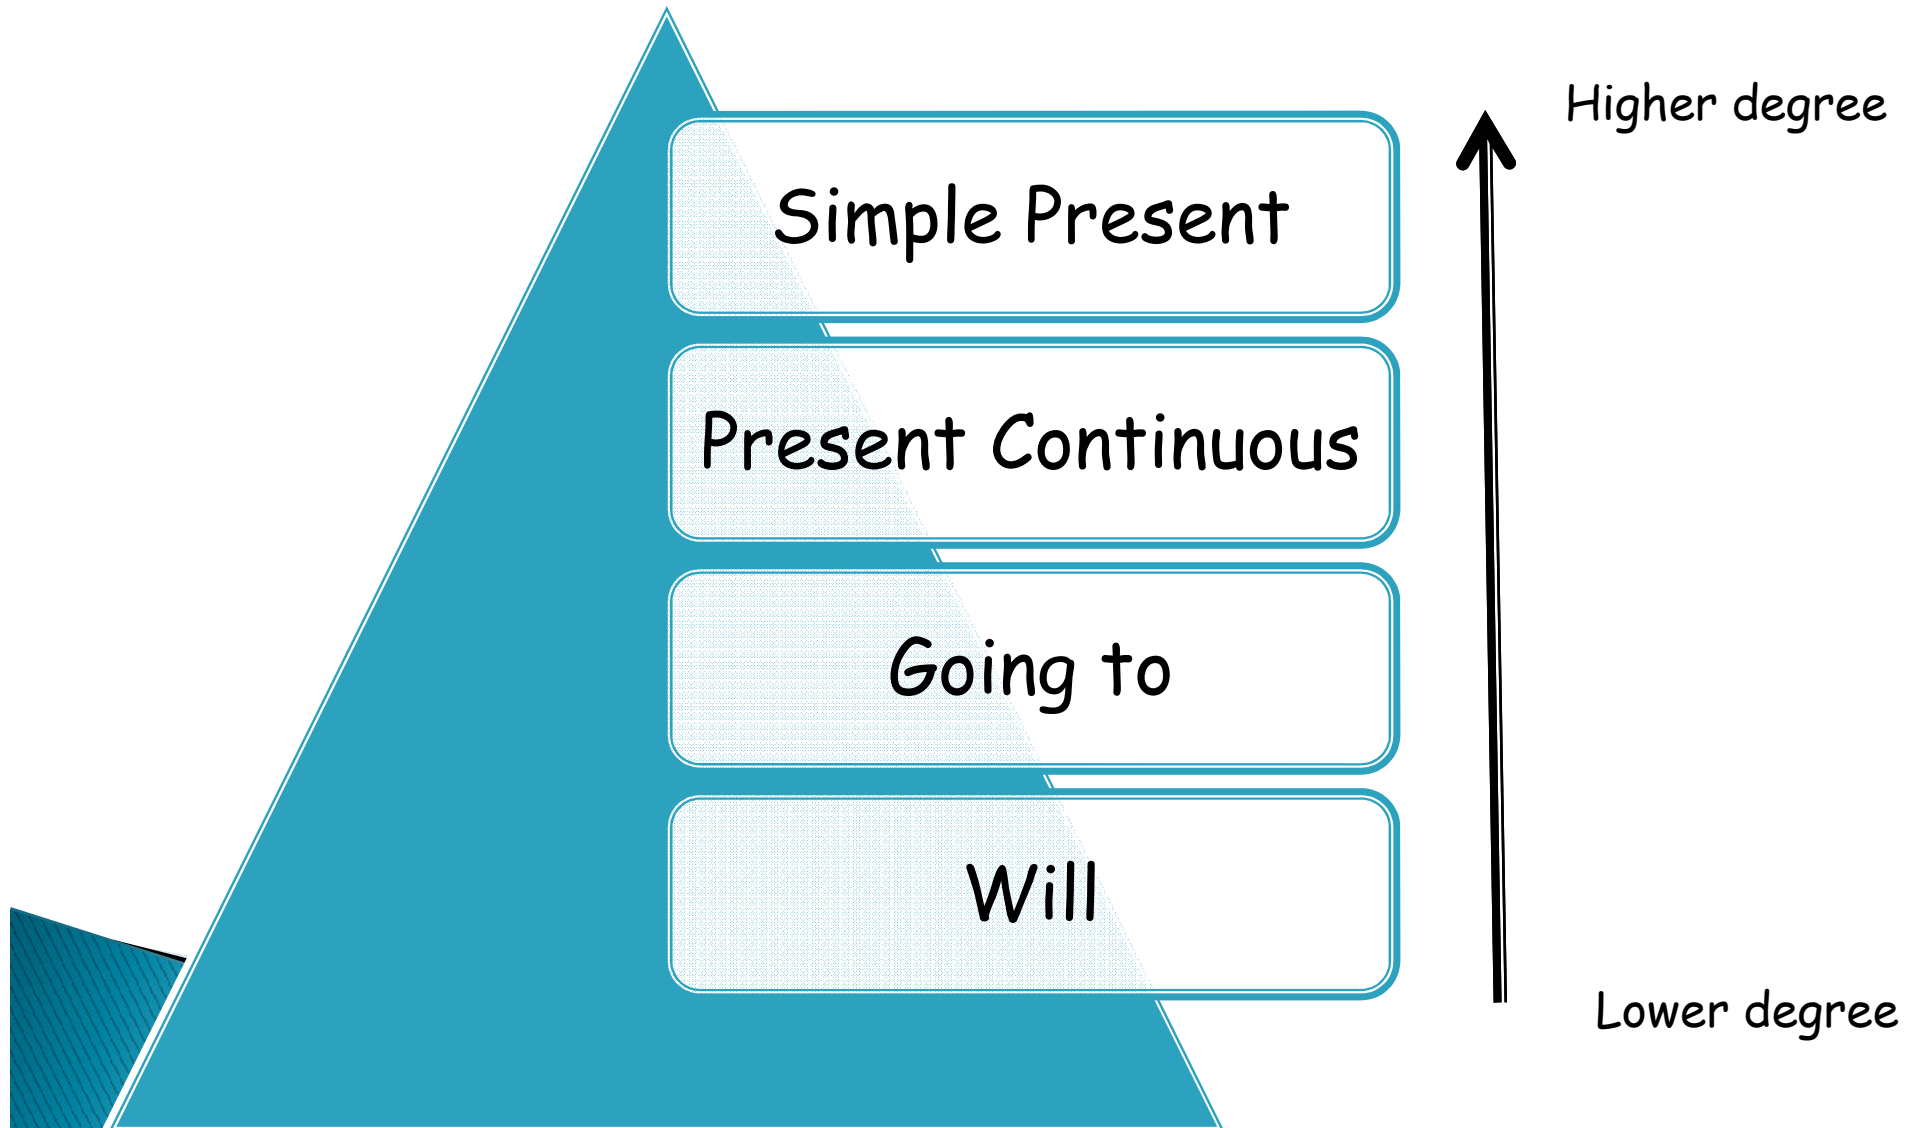 Higher degree
Simple Present
Present Continuous
Going to
Will
Lower degree